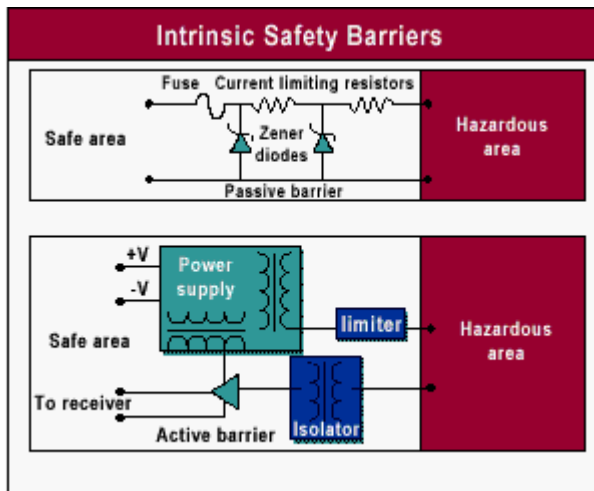 Intrinsic Safety Barriers
Fuse
Current limiting resistors
Safe area
Zener
diodes
Hazardous
area
Passive barrier
+V
-V
Power
supply
limiter
Safe area
Hazardous
area
To receiver
Active barrier
Isolator